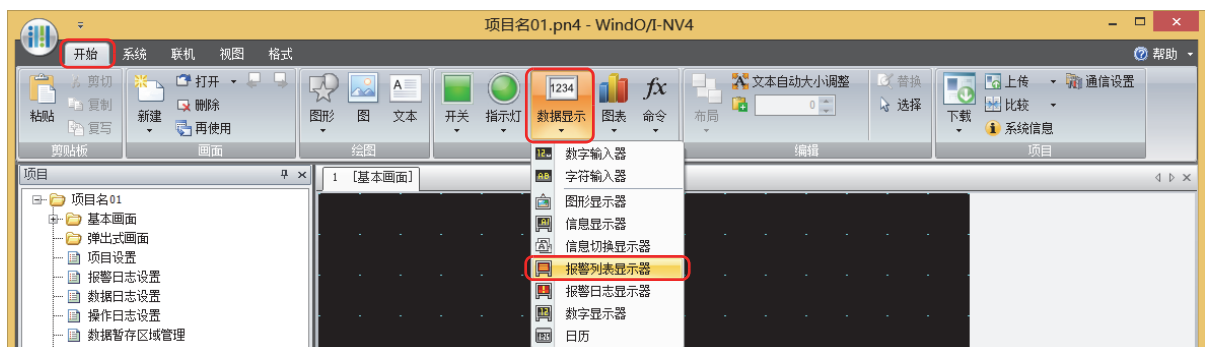 项目名01.pn4 - WindO/I-NV4
开始 系统 联机 视图 格式 帮助
剪切 打开 A 1234 fx 文本自动大小调整 替换 上传 通信设置
复制 删除 0 选择 比较
粘贴 复写 新建 再使用 图形 图 文本 开关 指示灯 数据显示 图表 命令 布局 下载 系统信息
剪贴板 画面 绘图 编辑 项目
项目 1 [基本画面] 数字输入器
字符输入器
项目名01 图形显示器
基本画面 信息显示器
弹出式画面 信息切换显示器
项目设置 报警列表显示器
报警日志设置 报警日志显示器
数据日志设置 数字显示器
操作日志设置 日历
数据暂存区域管理